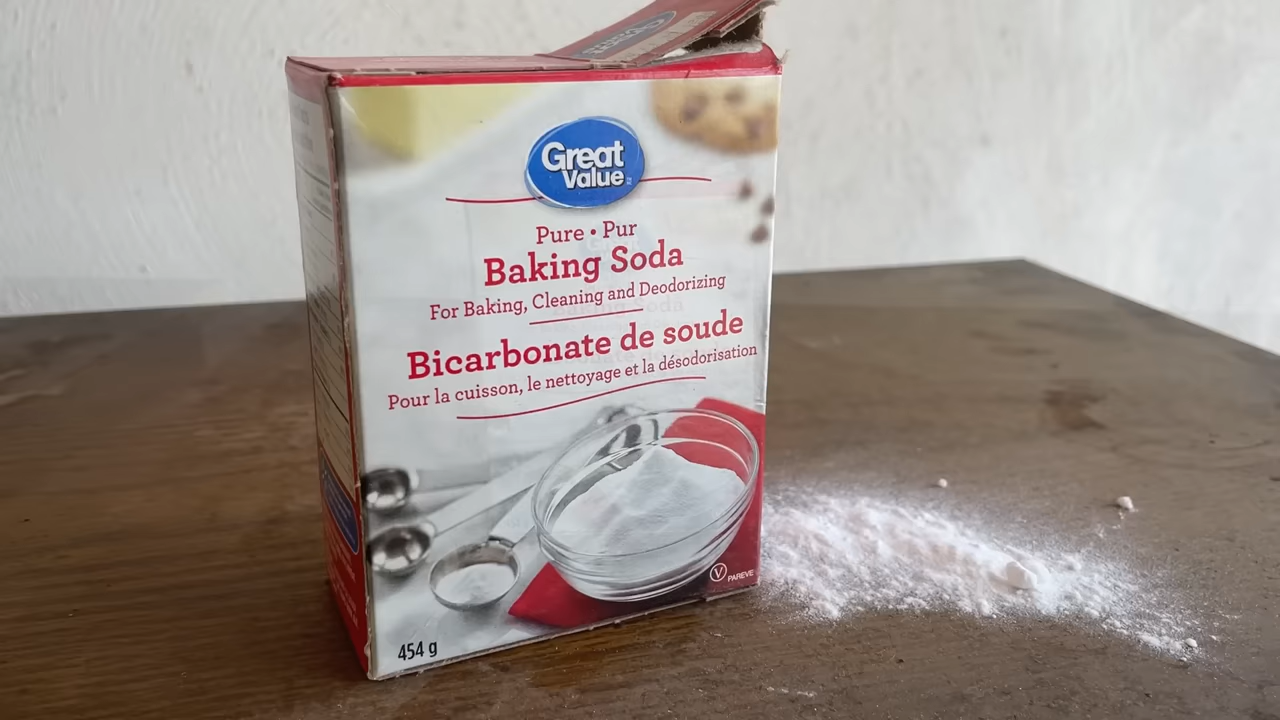 Great
Value
Pure • Pur
Baking Soda
For Baking, Cleaning and Deodorizing
Bicarbonate de soude
Pour la cuisson, le nettoyage et la désodorisation
V PAREVE
454 g